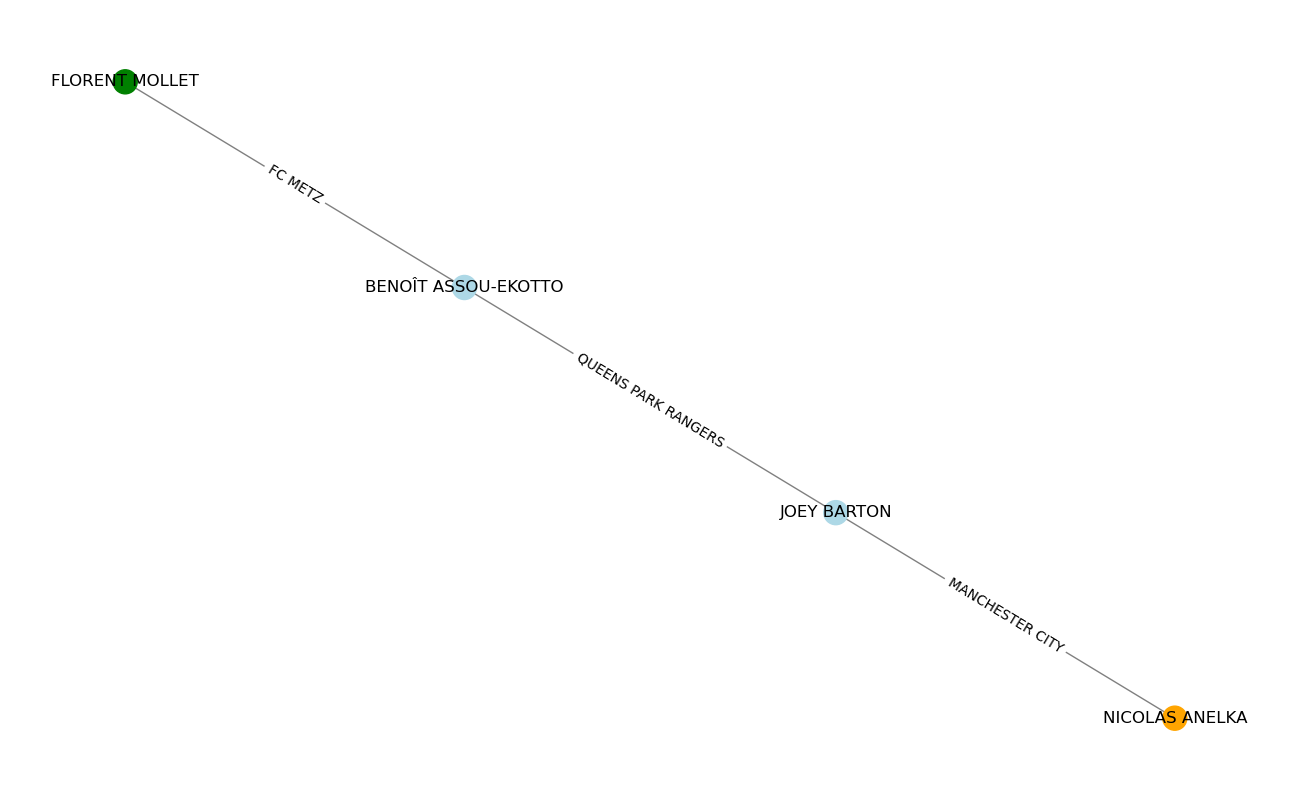 FLORENT MOLLET
FC METZ
BENOÎT ASSOU-EKOTTO
QUEENS PARK RANGERS
JOEY BARTON
MANCHESTER CITY
NICOLAS ANELKA